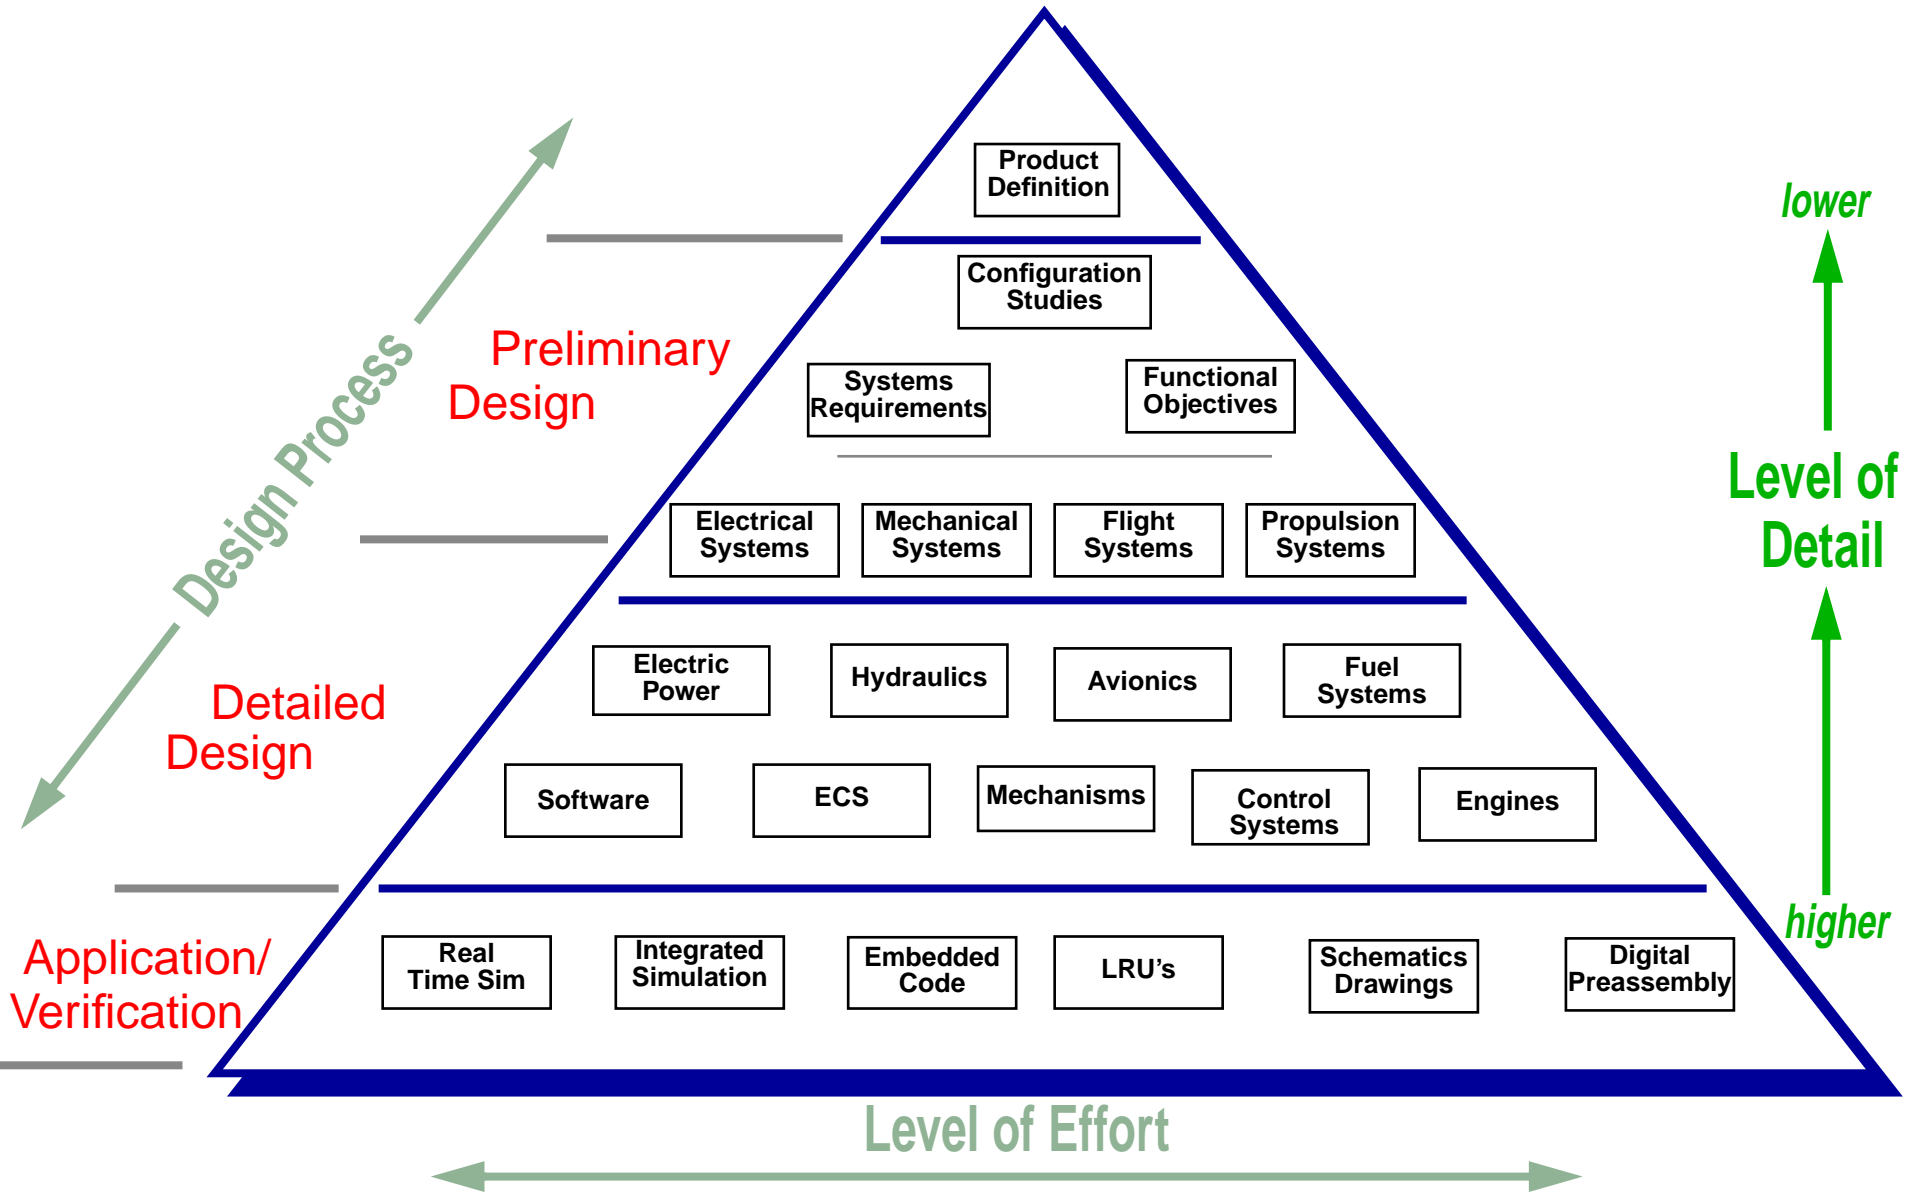 Product
Definition
lower
Configuration
Studies
Preliminary
Design
Systems
Requirements
Functional
Objectives
Design Process
Level of
Detail
Electrical
Systems
Mechanical
Systems
Flight
Systems
Propulsion
Systems
Detailed
Design
Electric
Power
Hydraulics
Avionics
Fuel
Systems
Software
ECS
Mechanisms
Control
Systems
Engines
higher
Application/
Verification
Real
Time Sim
Integrated
Simulation
Embedded
Code
LRU’s
Schematics
Drawings
Digital
Preassembly
Level of Effort